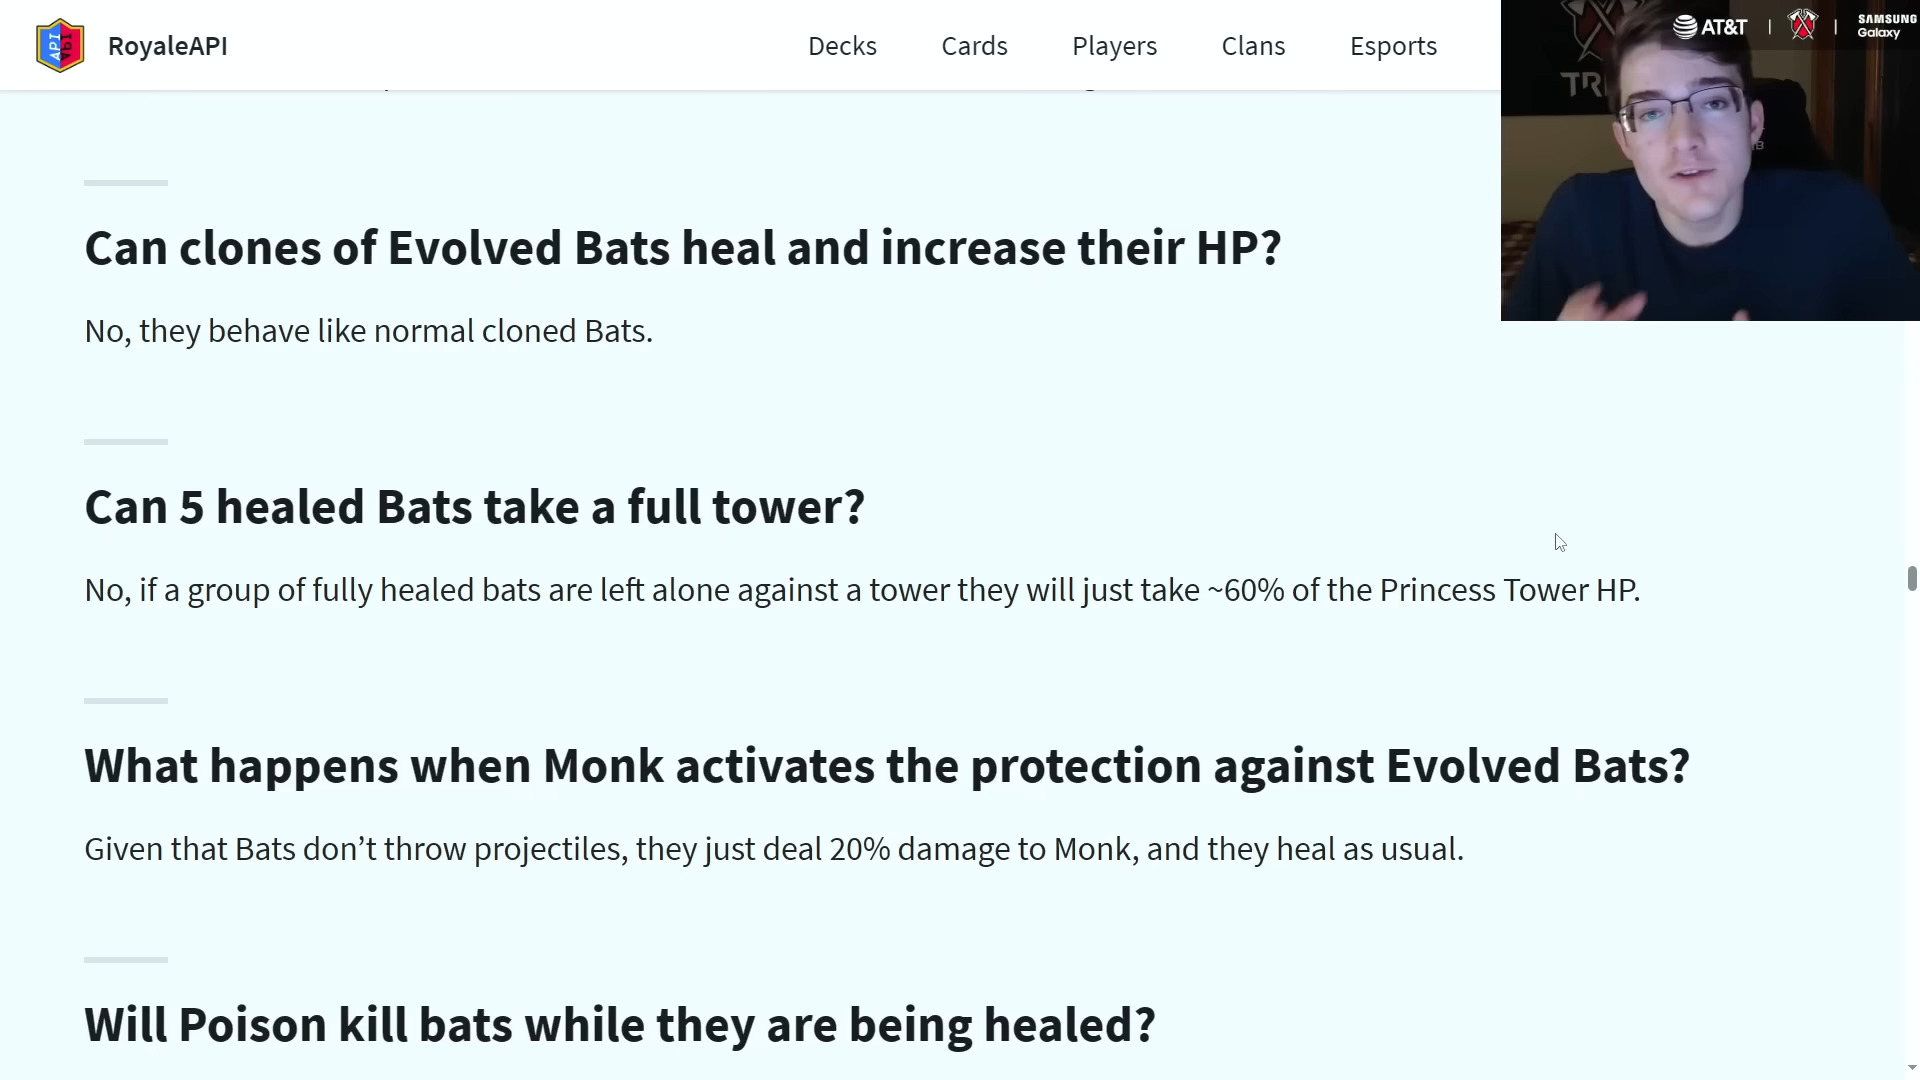 RoyaleAPI
Decks
Cards
Players
Clans
Esports
AT&T
SAMSUNG
Galaxy
Can clones of Evolved Bats heal and increase their HP?
No, they behave like normal cloned Bats.
Can 5 healed Bats take a full tower?
No, if a group of fully healed bats are left alone against a tower they will just take ~60% of the Princess Tower HP.
What happens when Monk activates the protection against Evolved Bats?
Given that Bats don’t throw projectiles, they just deal 20% damage to Monk, and they heal as usual.
Will Poison kill bats while they are being healed?